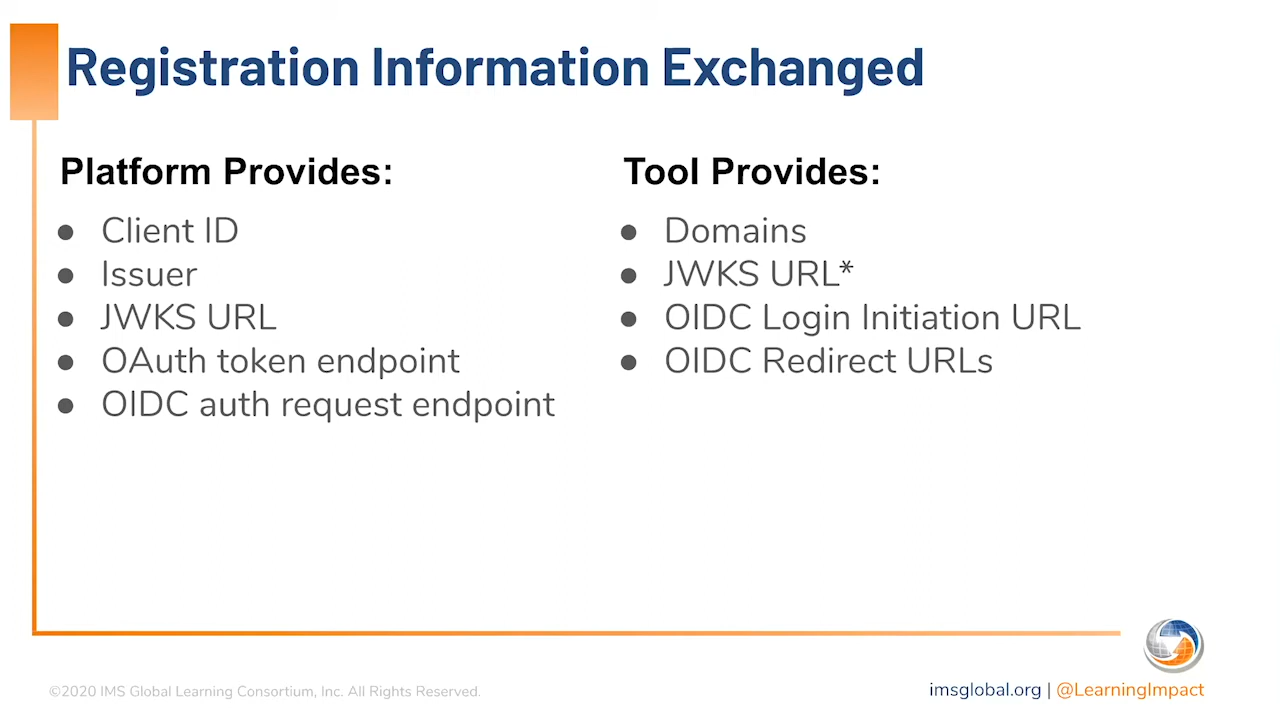 Registration Information Exchanged
Platform Provides:
● Client ID
● Issuer
● JWKS URL
● OAuth token endpoint
● OIDC auth request endpoint
Tool Provides:
● Domains
● JWKS URL*
● OIDC Login Initiation URL
● OIDC Redirect URLs
©2020 IMS Global Learning Consortium, Inc. All Rights Reserved.
imsglobal.org | @LearningImpact